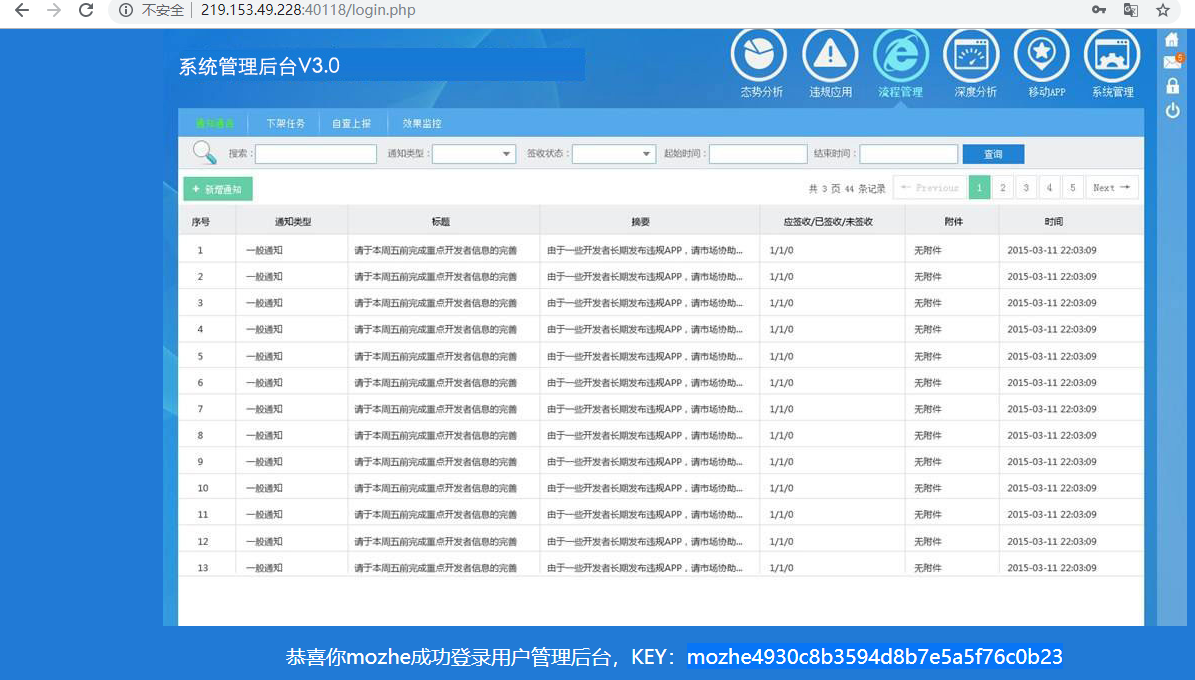 不安全 219.153.49.228:40118/login.php
系统管理后台V3.0
态势分析 违规应用 流程管理 深度分析 移动APP 系统管理
通知通告 下架任务 自查上报 效果监控
搜索： 通知类型： 签收状态： 起始时间： 结束时间： 查询
+ 新增通知 共 3 页 44 条记录 ← Previous 1 2 3 4 5 Next →
序号 通知类型 标题 摘要 应签收/已签收/未签收 附件 时间
1 一般通知 请于本周五前完成重点开发者信息的完善 由于一些开发者长期发布违规APP，请市场协助... 1/1/0 无附件 2015-03-11 22:03:09
2 一般通知 请于本周五前完成重点开发者信息的完善 由于一些开发者长期发布违规APP，请市场协助... 1/1/0 无附件 2015-03-11 22:03:09
3 一般通知 请于本周五前完成重点开发者信息的完善 由于一些开发者长期发布违规APP，请市场协助... 1/1/0 无附件 2015-03-11 22:03:09
4 一般通知 请于本周五前完成重点开发者信息的完善 由于一些开发者长期发布违规APP，请市场协助... 1/1/0 无附件 2015-03-11 22:03:09
5 一般通知 请于本周五前完成重点开发者信息的完善 由于一些开发者长期发布违规APP，请市场协助... 1/1/0 无附件 2015-03-11 22:03:09
6 一般通知 请于本周五前完成重点开发者信息的完善 由于一些开发者长期发布违规APP，请市场协助... 1/1/0 无附件 2015-03-11 22:03:09
7 一般通知 请于本周五前完成重点开发者信息的完善 由于一些开发者长期发布违规APP，请市场协助... 1/1/0 无附件 2015-03-11 22:03:09
8 一般通知 请于本周五前完成重点开发者信息的完善 由于一些开发者长期发布违规APP，请市场协助... 1/1/0 无附件 2015-03-11 22:03:09
9 一般通知 请于本周五前完成重点开发者信息的完善 由于一些开发者长期发布违规APP，请市场协助... 1/1/0 无附件 2015-03-11 22:03:09
10 一般通知 请于本周五前完成重点开发者信息的完善 由于一些开发者长期发布违规APP，请市场协助... 1/1/0 无附件 2015-03-11 22:03:09
11 一般通知 请于本周五前完成重点开发者信息的完善 由于一些开发者长期发布违规APP，请市场协助... 1/1/0 无附件 2015-03-11 22:03:09
12 一般通知 请于本周五前完成重点开发者信息的完善 由于一些开发者长期发布违规APP，请市场协助... 1/1/0 无附件 2015-03-11 22:03:09
13 一般通知 请于本周五前完成重点开发者信息的完善 由于一些开发者长期发布违规APP，请市场协助... 1/1/0 无附件 2015-03-11 22:03:09
恭喜你mozhe成功登录用户管理后台，KEY：mozhe4930c8b3594d8b7e5a5f76c0b23